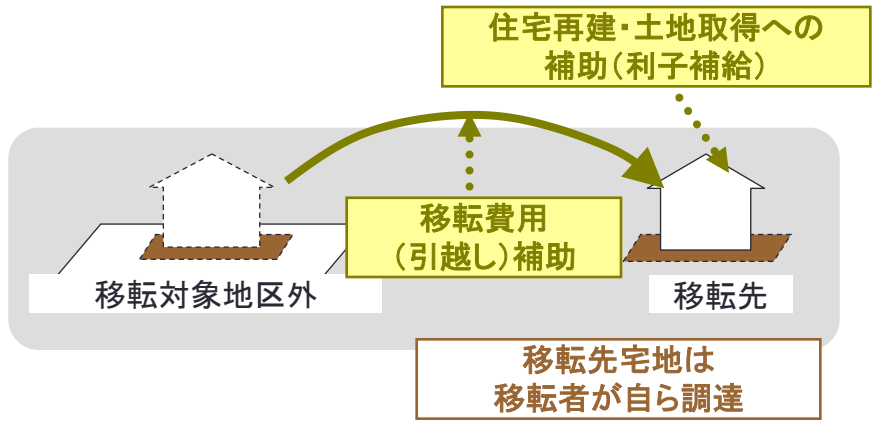 住宅再建・土地取得への
補助(利子補給)
移転費用
(引越し)補助
移転対象地区外
移転先
移転先宅地は
移転者が自ら調達